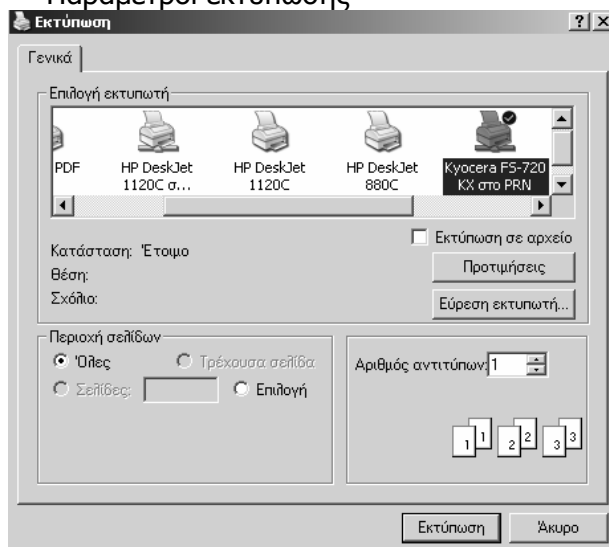 Παράμετροι εκτύπωσης
Εκτύπωση
Γενικά
Επιλογή εκτυπωτή
PDF
HP DeskJet 1120C σ...
HP DeskJet 1120C
HP DeskJet 880C
Kyocera FS-720 KX στο PRN
Κατάσταση: Έτοιμο
Θέση:
Σχόλιο:
Εκτύπωση σε αρχείο
Προτιμήσεις
Εύρεση εκτυπωτή...
Περιοχή σελίδων
Όλες
Τρέχουσα σελίδα
Σελίδες:
Επιλογή
Αριθμός αντιτύπων: 1
1 1 2 2 3 3
Εκτύπωση
Άκυρο